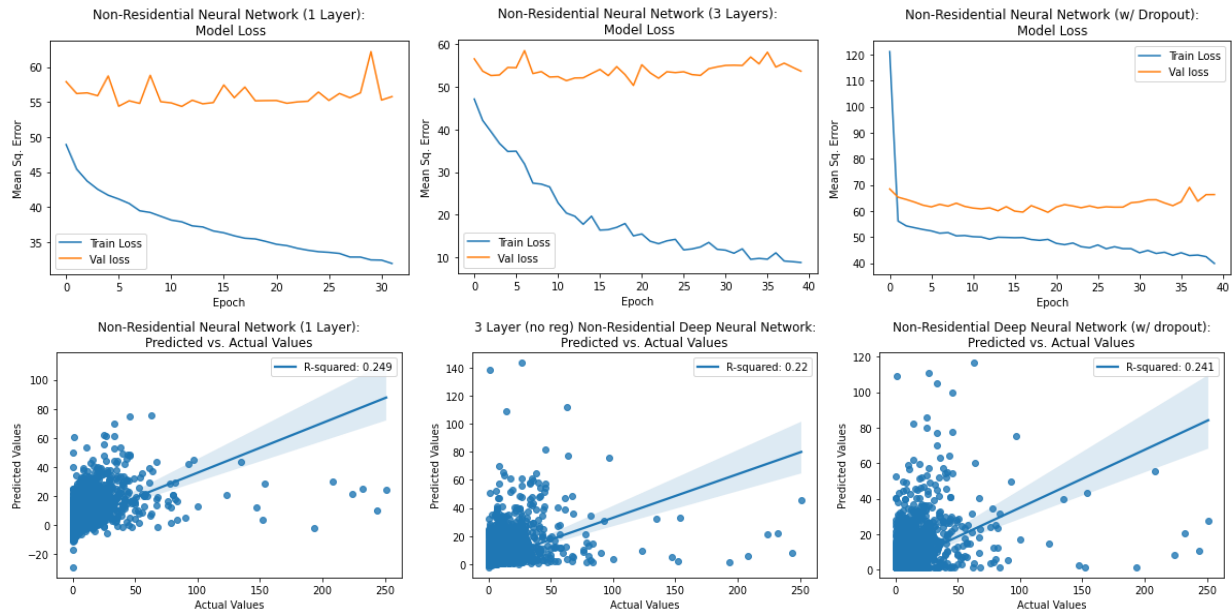 Non-Residential Neural Network (1 Layer):
Model Loss
60
55
50
45
40
35
Mean Sq. Error
Train Loss
Val loss
0
5
10
15
20
25
30
Epoch
Non-Residential Neural Network (3 Layers):
Model Loss
60
50
40
30
20
10
Mean Sq. Error
Train Loss
Val loss
0
5
10
15
20
25
30
35
40
Epoch
Non-Residential Neural Network (w/ Dropout):
Model Loss
120
110
100
90
80
70
60
50
40
Mean Sq. Error
Train Loss
Val loss
0
5
10
15
20
25
30
35
40
Epoch
Non-Residential Neural Network (1 Layer):
Predicted vs. Actual Values
R-squared: 0.249
100
80
60
40
20
0
−20
Predicted Values
0
50
100
150
200
250
Actual Values
3 Layer (no reg) Non-Residential Deep Neural Network:
Predicted vs. Actual Values
R-squared: 0.22
140
120
100
80
60
40
20
0
Predicted Values
0
50
100
150
200
250
Actual Values
Non-Residential Deep Neural Network (w/ dropout):
Predicted vs. Actual Values
R-squared: 0.241
120
100
80
60
40
20
0
Predicted Values
0
50
100
150
200
250
Actual Values